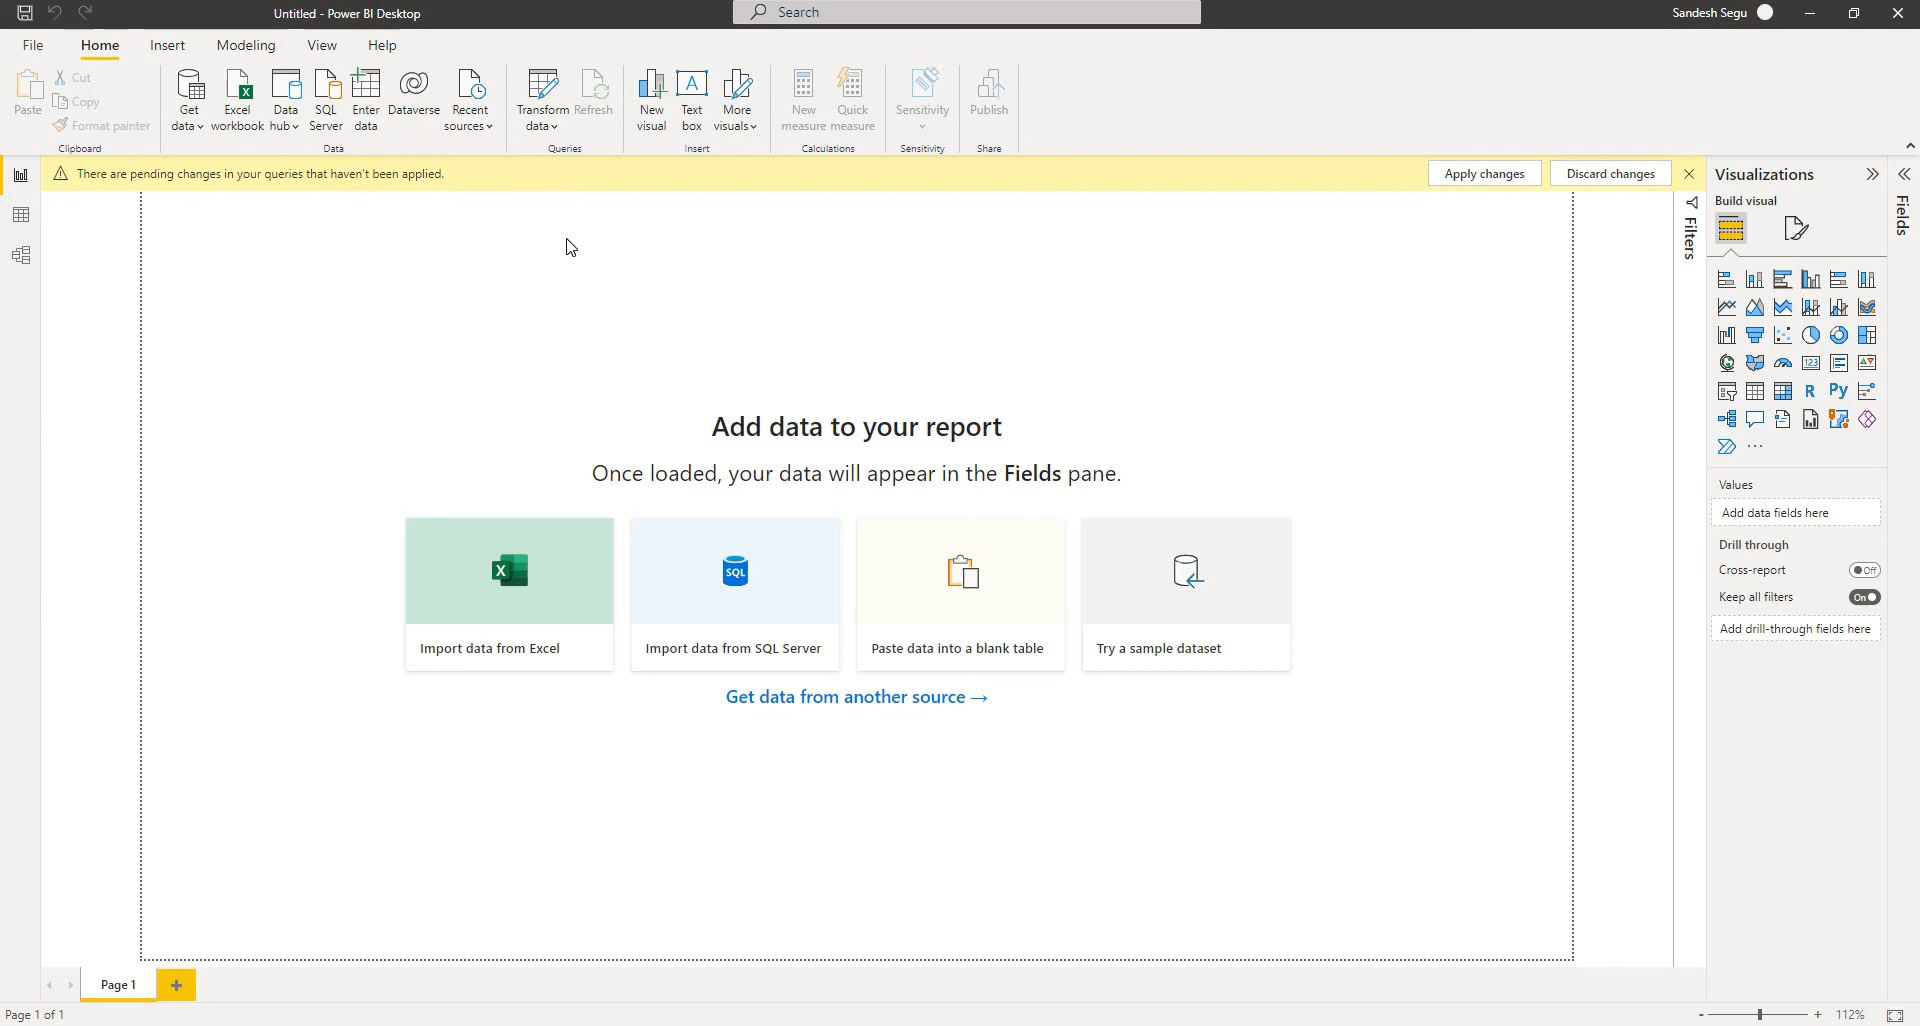 Untitled - Power BI Desktop
Search
Sandesh Segu
File Home Insert Modeling View Help
Paste
Cut
Copy
Format painter
Clipboard
Get data
Excel workbook
Data hub
SQL Server
Enter data
Dataverse
Recent sources
Data
Transform data
Refresh
Queries
New visual
Text box
More visuals
Insert
New measure
Quick measure
Calculations
Sensitivity
Sensitivity
Publish
Share
There are pending changes in your queries that haven't been applied.
Apply changes
Discard changes
Filters
Visualizations
Build visual
Fields
123
R
Py
Values
Add data fields here
Drill through
Cross-report
Off
Keep all filters
On
Add drill-through fields here
Add data to your report
Once loaded, your data will appear in the Fields pane.
X
SQL
Import data from Excel
Import data from SQL Server
Paste data into a blank table
Try a sample dataset
Get data from another source →
Page 1
+
Page 1 of 1
- + 112%